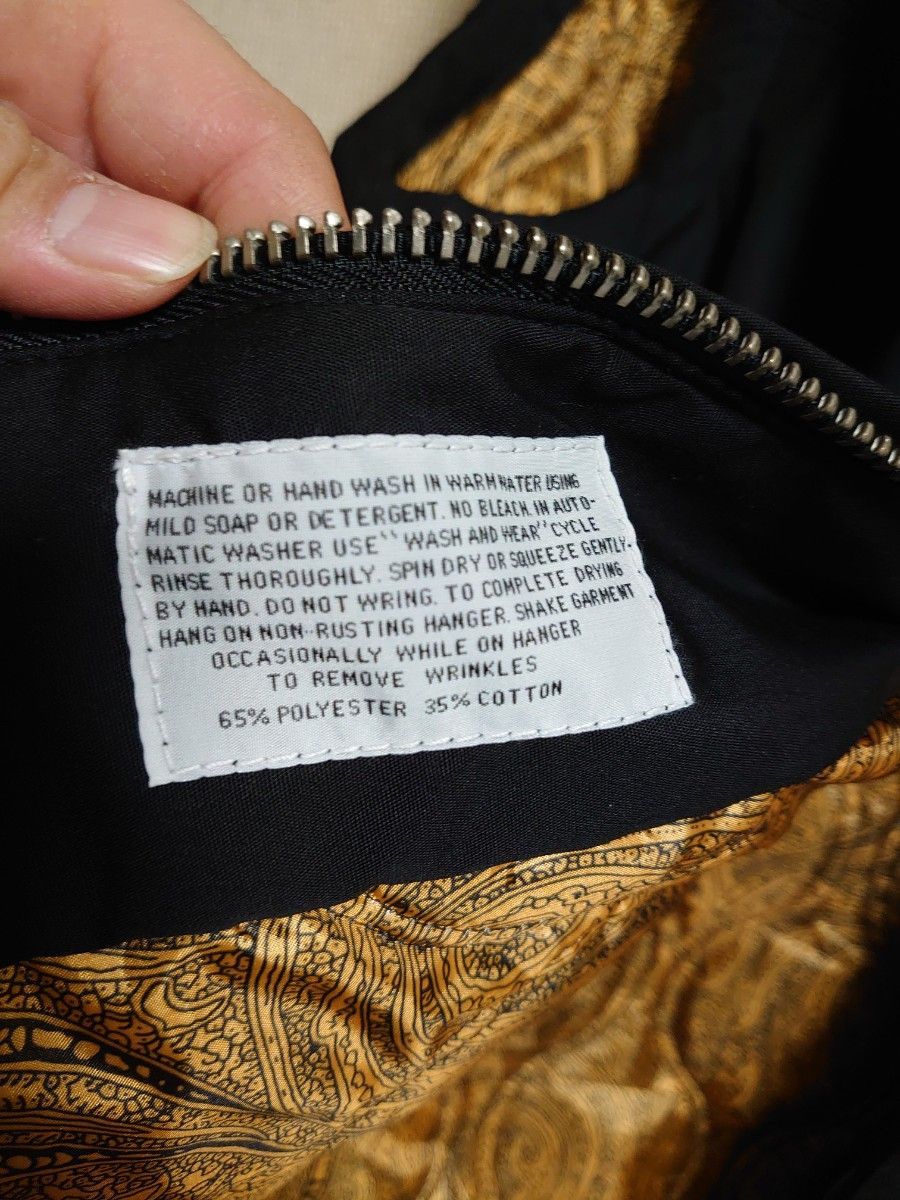 MACHINE OR HAND WASH IN WARM WATER USING
MILD SOAP OR DETERGENT. NO BLEACH. IN AUTO-
MATIC WASHER USE "WASH AND WEAR" CYCLE
RINSE THOROUGHLY. SPIN DRY OR SQUEEZE GENTLY-
BY HAND. DO NOT WRING. TO COMPLETE DRYING
HANG ON NON-RUSTING HANGER. SHAKE GARMENT
OCCASIONALLY WHILE ON HANGER
TO REMOVE WRINKLES
65% POLYESTER 35% COTTON